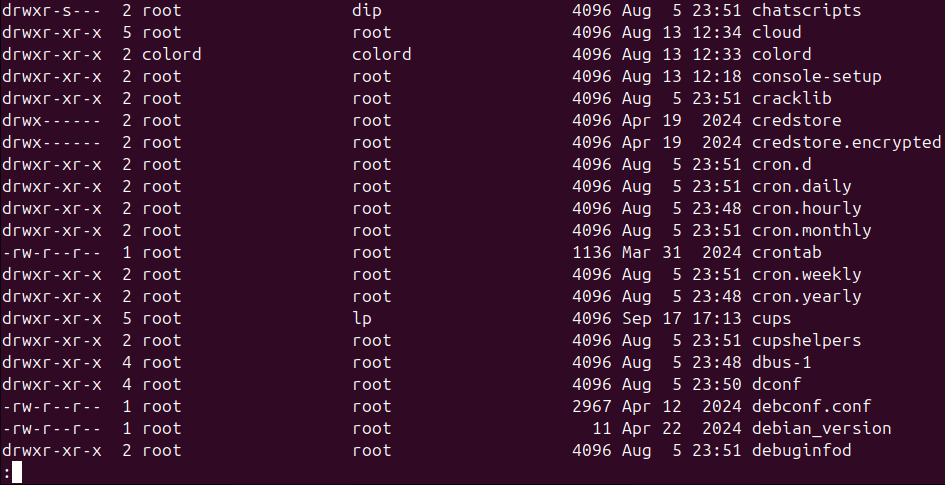 drwxr-s---  2 root                 dip                   4096 Aug  5 23:51 chatscripts
drwxr-xr-x  5 root                 root                  4096 Aug 13 12:34 cloud
drwxr-xr-x  2 colord               colord                4096 Aug 13 12:33 colord
drwxr-xr-x  2 root                 root                  4096 Aug 13 12:18 console-setup
drwxr-xr-x  2 root                 root                  4096 Aug  5 23:51 cracklib
drwx------  2 root                 root                  4096 Apr 19  2024 credstore
drwx------  2 root                 root                  4096 Apr 19  2024 credstore.encrypted
drwxr-xr-x  2 root                 root                  4096 Aug  5 23:51 cron.d
drwxr-xr-x  2 root                 root                  4096 Aug  5 23:51 cron.daily
drwxr-xr-x  2 root                 root                  4096 Aug  5 23:48 cron.hourly
drwxr-xr-x  2 root                 root                  4096 Aug  5 23:51 cron.monthly
-rw-r--r--  1 root                 root                  1136 Mar 31  2024 crontab
drwxr-xr-x  2 root                 root                  4096 Aug  5 23:51 cron.weekly
drwxr-xr-x  2 root                 root                  4096 Aug  5 23:48 cron.yearly
drwxr-xr-x  5 root                 lp                    4096 Sep 17 17:13 cups
drwxr-xr-x  2 root                 root                  4096 Aug  5 23:51 cupshelpers
drwxr-xr-x  4 root                 root                  4096 Aug  5 23:48 dbus-1
drwxr-xr-x  4 root                 root                  4096 Aug  5 23:50 dconf
-rw-r--r--  1 root                 root                  2967 Apr 12  2024 debconf.conf
-rw-r--r--  1 root                 root                    11 Apr 22  2024 debian_version
drwxr-xr-x  2 root                 root                  4096 Aug  5 23:51 debuginfod
: